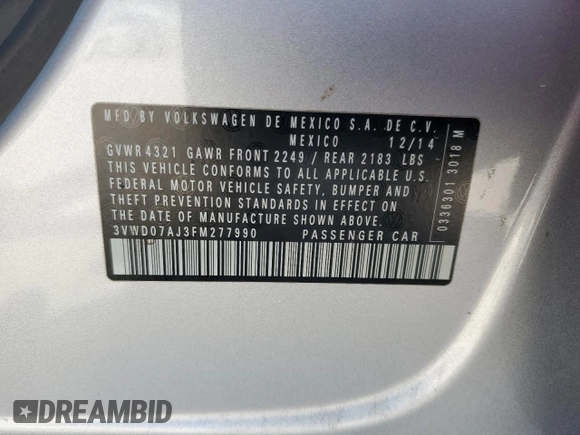 MFD BY VOLKSWAGEN DE MEXICO S.A. DE C.V.
MEXICO 12/14
GVWR 4321 GAWR FRONT 2249 / REAR 2183 LBS
THIS VEHICLE CONFORMS TO ALL APPLICABLE U.S.
FEDERAL MOTOR VEHICLE SAFETY, BUMPER AND
THEFT PREVENTION STANDARDS IN EFFECT ON
THE DATE OF MANUFACTURE SHOWN ABOVE.
3VWD07AJ3FM277990 PASSENGER CAR
0336301 3018 M
DREAMBID